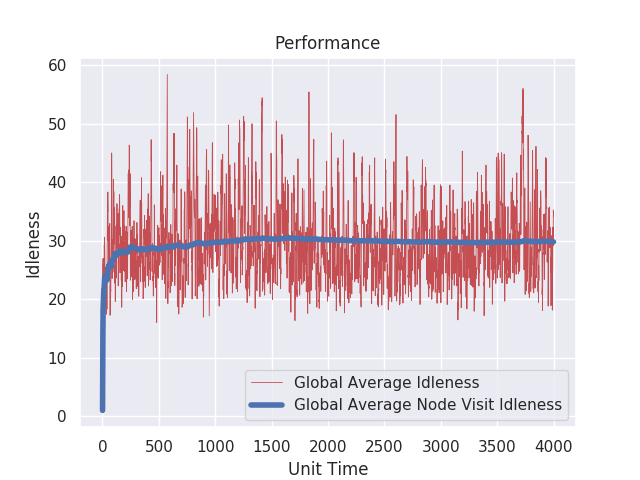 Performance
60
50
40
30
20
10
0
Idleness
Global Average Idleness
Global Average Node Visit Idleness
0 500 1000 1500 2000 2500 3000 3500 4000
Unit Time